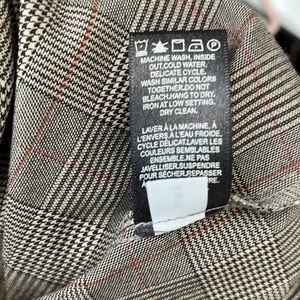 MACHINE WASH, INSIDE
OUT,COLD WATER,
DELICATE CYCLE.
WASH SIMILAR COLORS
TOGETHER.DO NOT
BLEACH.HANG TO DRY.
IRON AT LOW SETTING.
DRY CLEAN.
LAVER À LA MACHINE, À
L'ENVERS À L'EAU FROIDE,
CYCLE DÉLICAT.LAVER
LES COULEURS SEMBLABLES
ENSEMBLE.NE PAS
JAVELLISER.SUSPENDRE
POUR SÉCHER.REPASSER